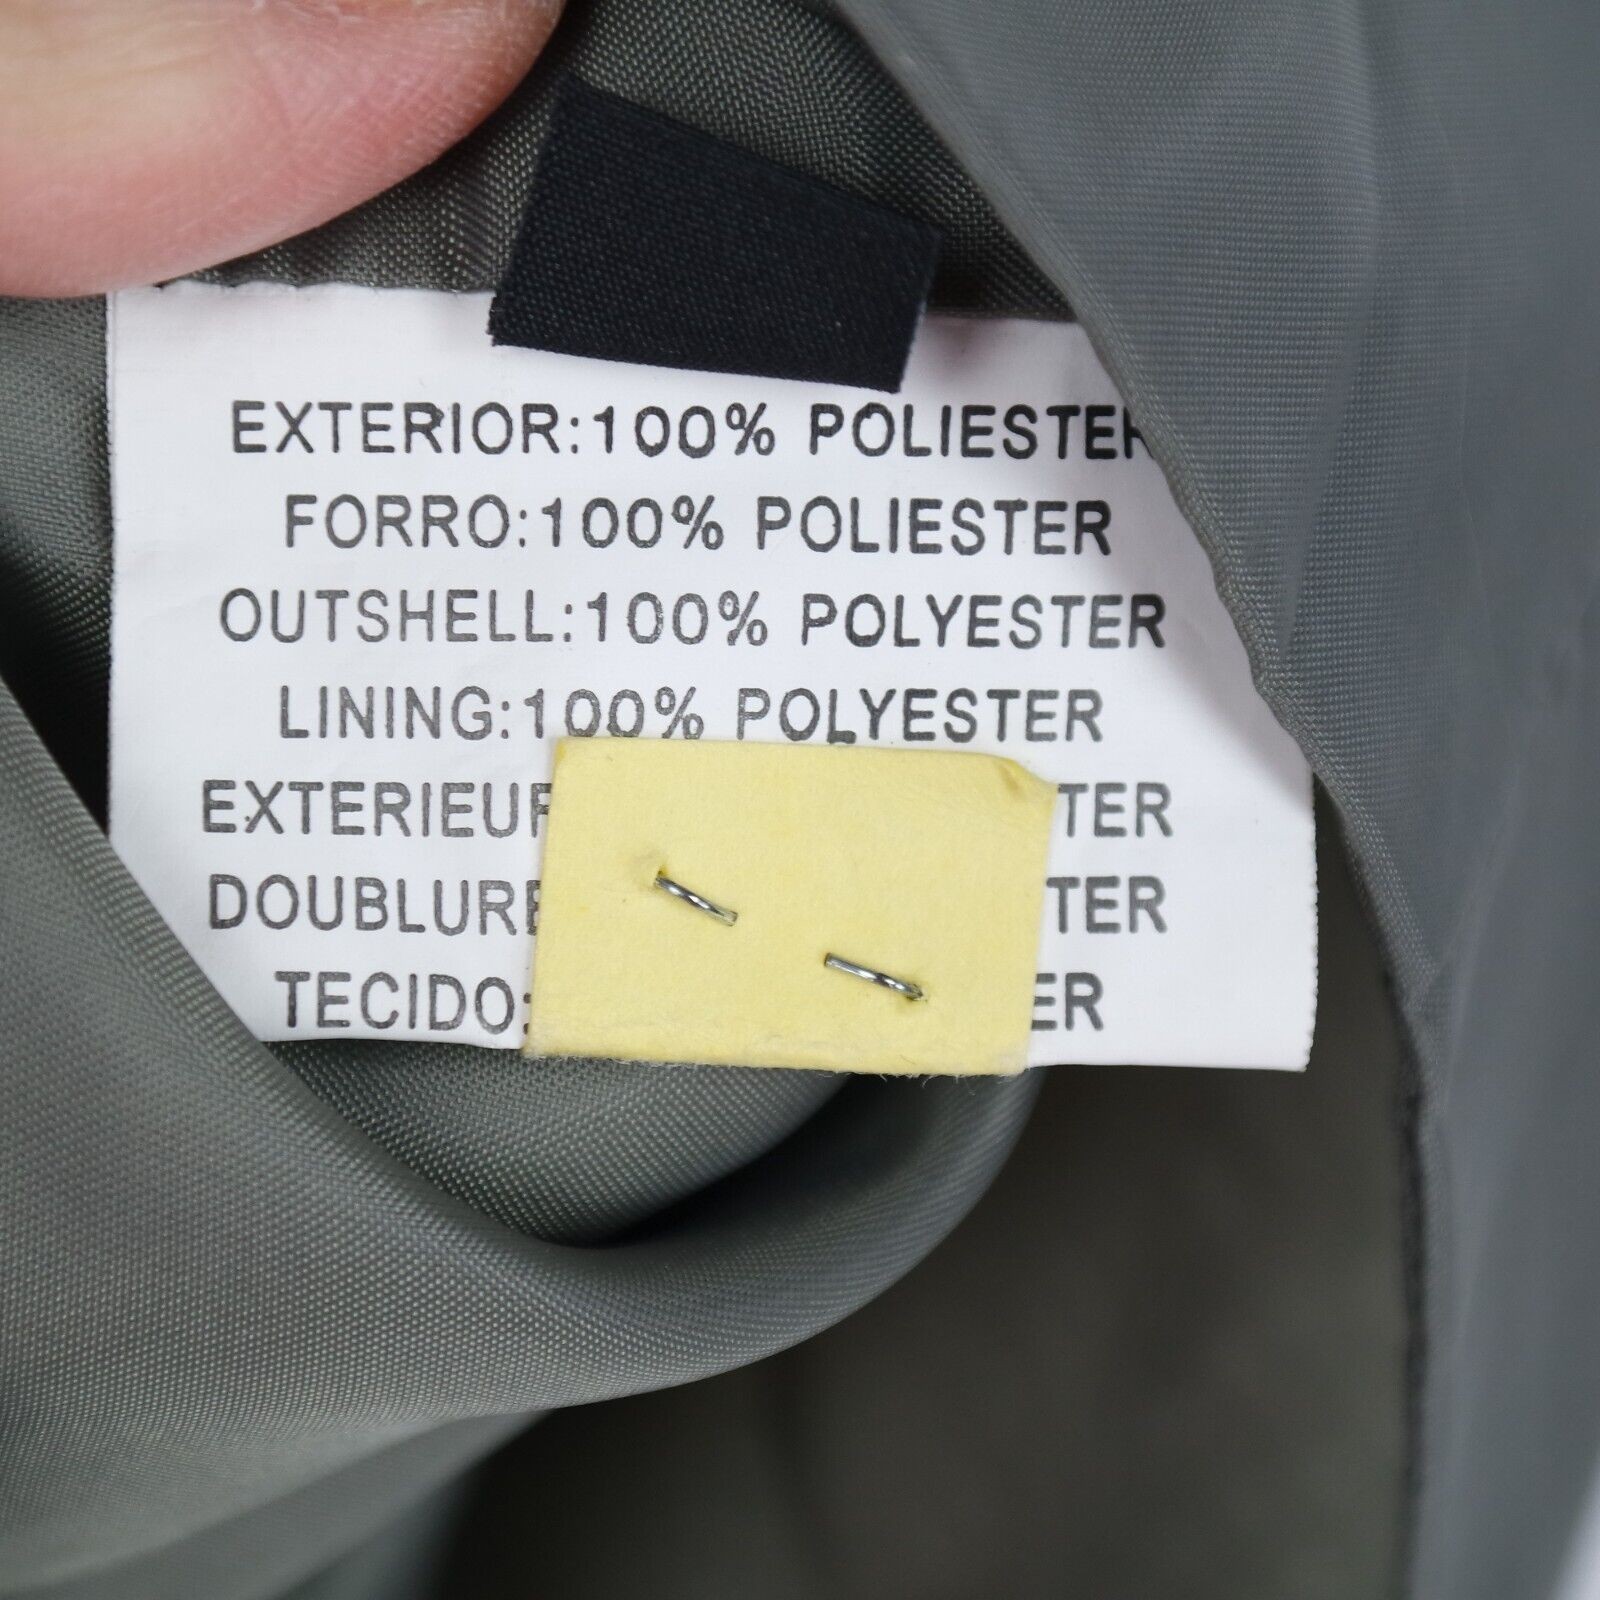 EXTERIOR:100% POLIESTER
FORRO:100% POLIESTER
OUTSHELL:100% POLYESTER
LINING:100% POLYESTER
EXTERIEUR TER
DOUBLURE TER
TECIDO: ER